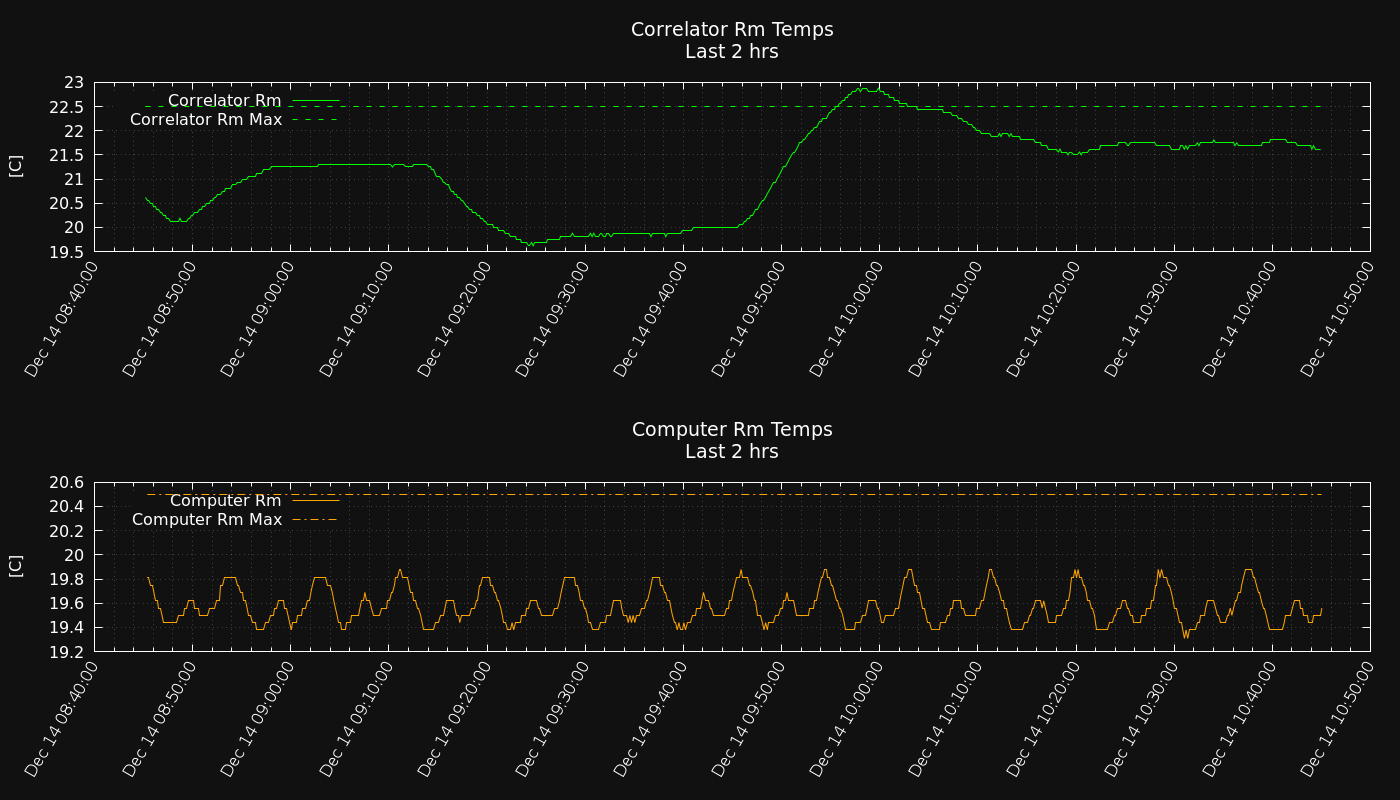 Correlator Rm Temps
Last 2 hrs
23
22.5
22
21.5
21
20.5
20
19.5
[C]
Correlator Rm
Correlator Rm Max
Dec 14 08:40:00
Dec 14 08:50:00
Dec 14 09:00:00
Dec 14 09:10:00
Dec 14 09:20:00
Dec 14 09:30:00
Dec 14 09:40:00
Dec 14 09:50:00
Dec 14 10:00:00
Dec 14 10:10:00
Dec 14 10:20:00
Dec 14 10:30:00
Dec 14 10:40:00
Dec 14 10:50:00
Computer Rm Temps
Last 2 hrs
20.6
20.4
20.2
20
19.8
19.6
19.4
19.2
[C]
Computer Rm
Computer Rm Max
Dec 14 08:40:00
Dec 14 08:50:00
Dec 14 09:00:00
Dec 14 09:10:00
Dec 14 09:20:00
Dec 14 09:30:00
Dec 14 09:40:00
Dec 14 09:50:00
Dec 14 10:00:00
Dec 14 10:10:00
Dec 14 10:20:00
Dec 14 10:30:00
Dec 14 10:40:00
Dec 14 10:50:00